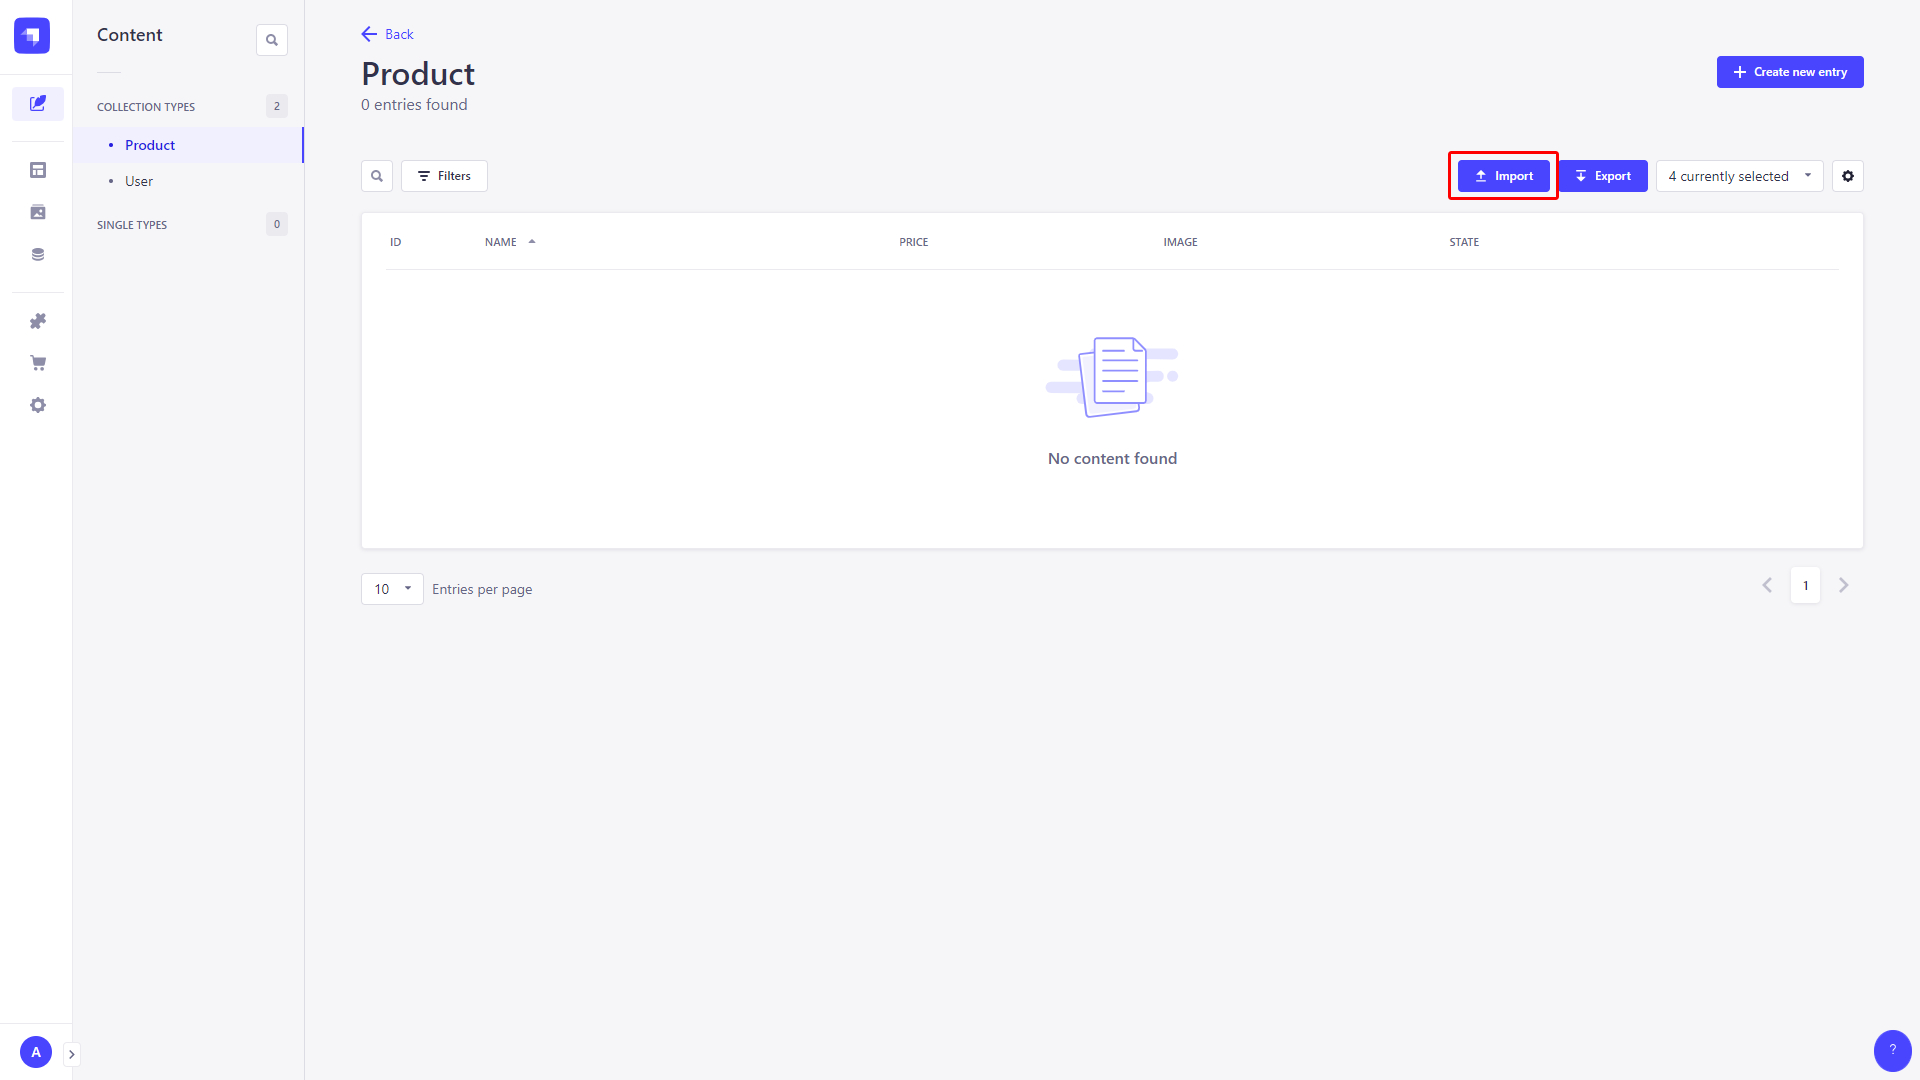 Content
COLLECTION TYPES 2
Product
User
SINGLE TYPES 0
Back
Product
0 entries found
Create new entry
Filters
Import
Export
4 currently selected
ID NAME PRICE IMAGE STATE
No content found
10 Entries per page
1
A
?